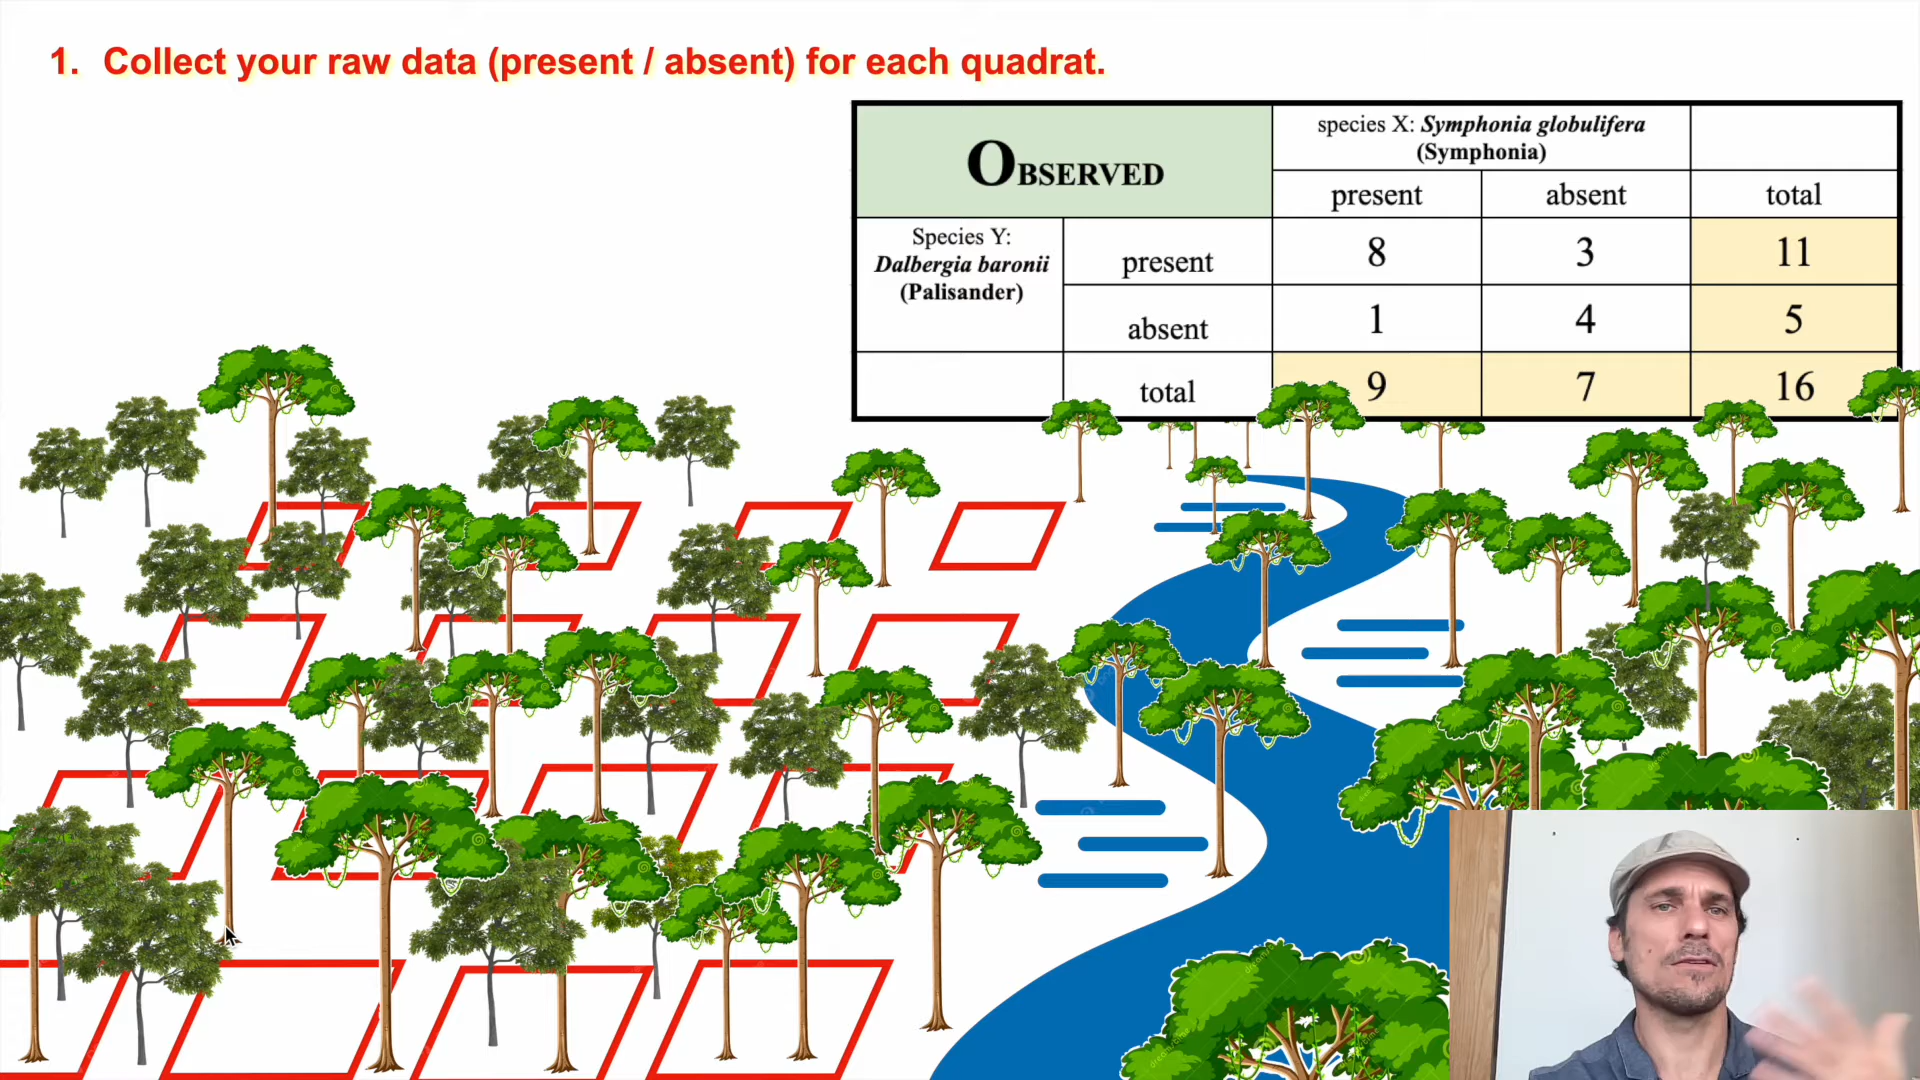 1. Collect your raw data (present / absent) for each quadrat.
OBSERVED
species X: Symphonia globulifera
(Symphonia)
present absent total
Species Y:
Dalbergia baronii
(Palisander)
present 8 3 11
absent 1 4 5
total 9 7 16